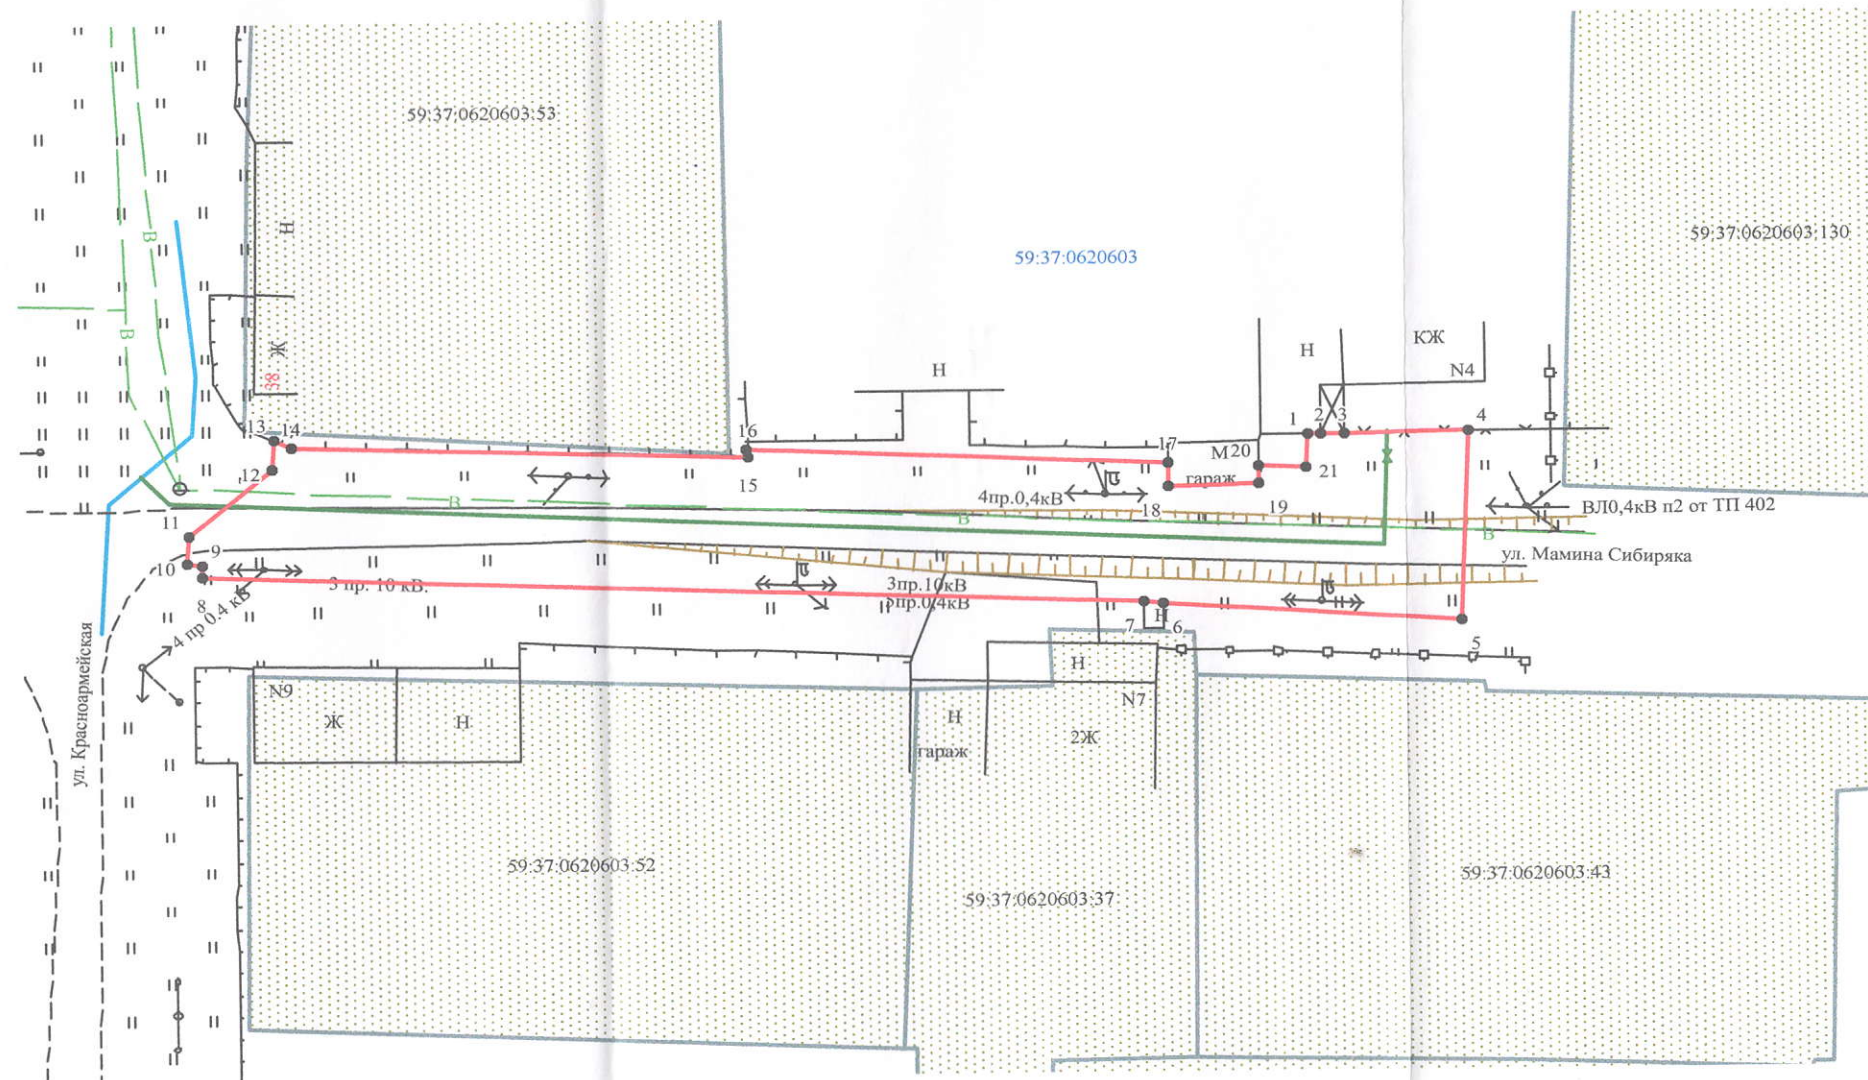 59:37:0620603:53
59:37:0620603:130
59:37:0620603
В
В
Н
Ж
38
Н
Н
КЖ
N4
13
14
16
17
М
20
1
2
3
4
12
15
гараж
21
4пр.0,4кВ
18
19
ВЛ0,4кВ п2 от ТП 402
11
В
В
В
ул. Мамина Сибиряка
9
10
8
3 пр. 10 кВ.
3пр.10кВ
4 пр 0.4 кВ
7
Н
6
5
ул. Красноармейская
N9
Ж
Н
Н
N7
Н
гараж
2Ж
59:37:0620603:52
59:37:0620603:37
59:37:0620603:43